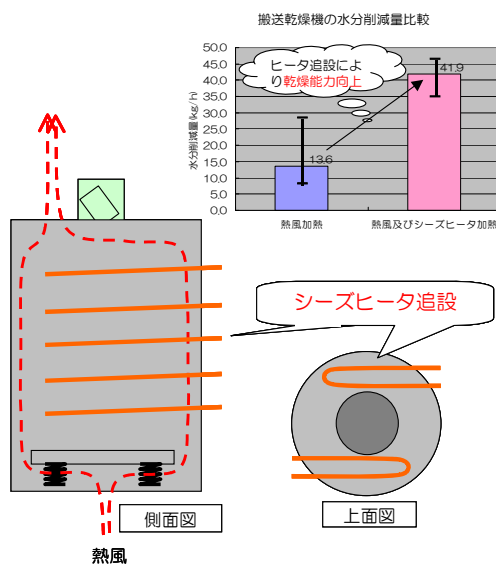 搬送乾燥機の水分削減量比較
水分削減量(kg/h)
50.0
45.0
40.0
35.0
30.0
25.0
20.0
15.0
10.0
5.0
0.0
ヒータ追設によ
り乾燥能力向上
41.9
13.6
熱風加熱
熱風及びシーズヒータ加熱
シーズヒータ追設
側面図
上面図
熱風